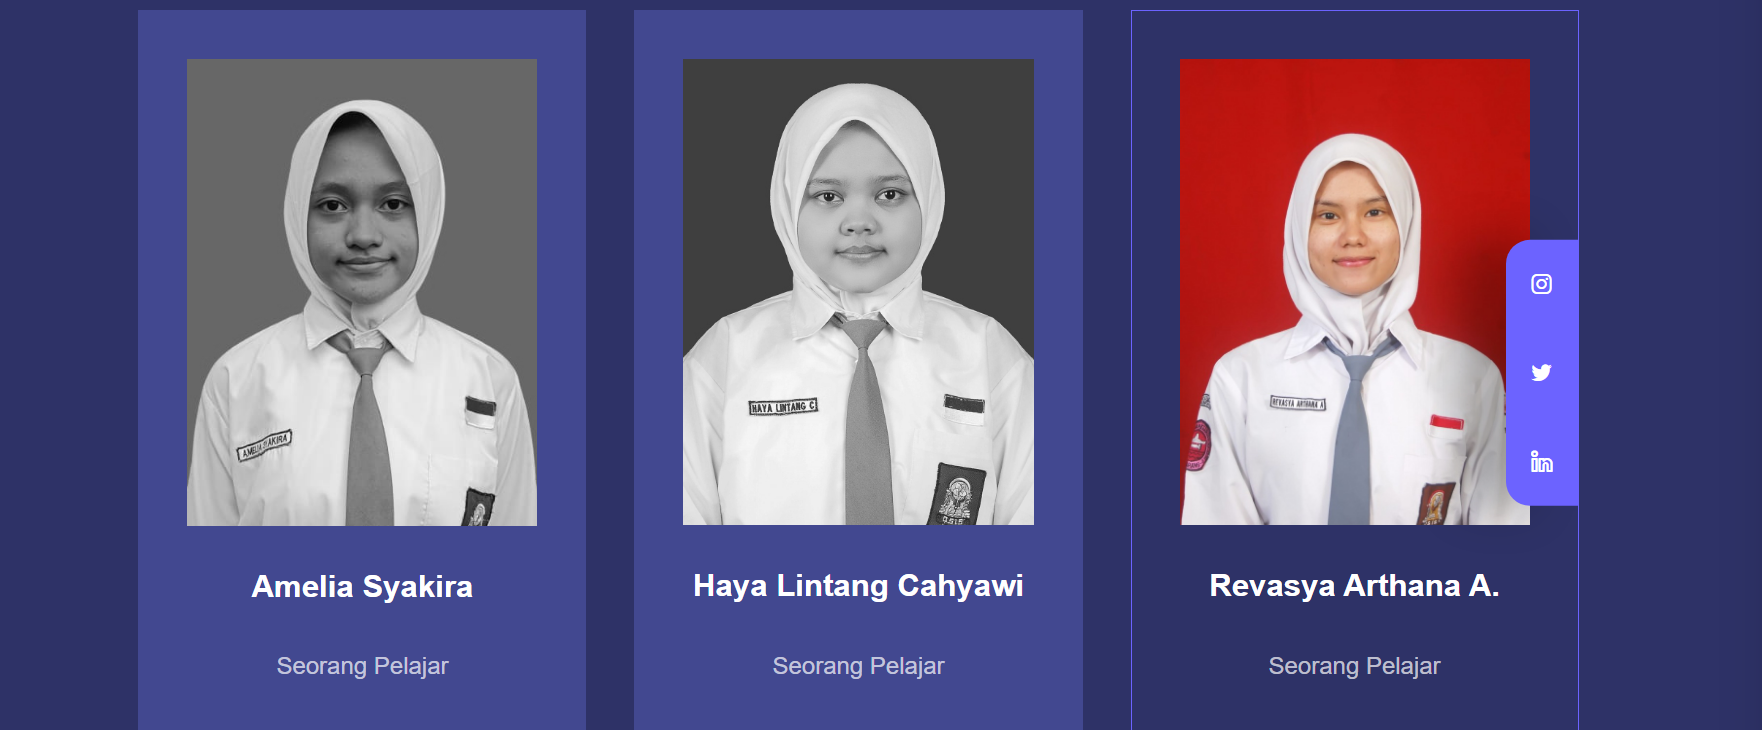 AMELIA SYAKIRA
HAYA LINTANG C
REVASYA ARTHANA A
OSIS
Amelia Syakira
Haya Lintang Cahyawi
Revasya Arthana A.
Seorang Pelajar
Seorang Pelajar
Seorang Pelajar